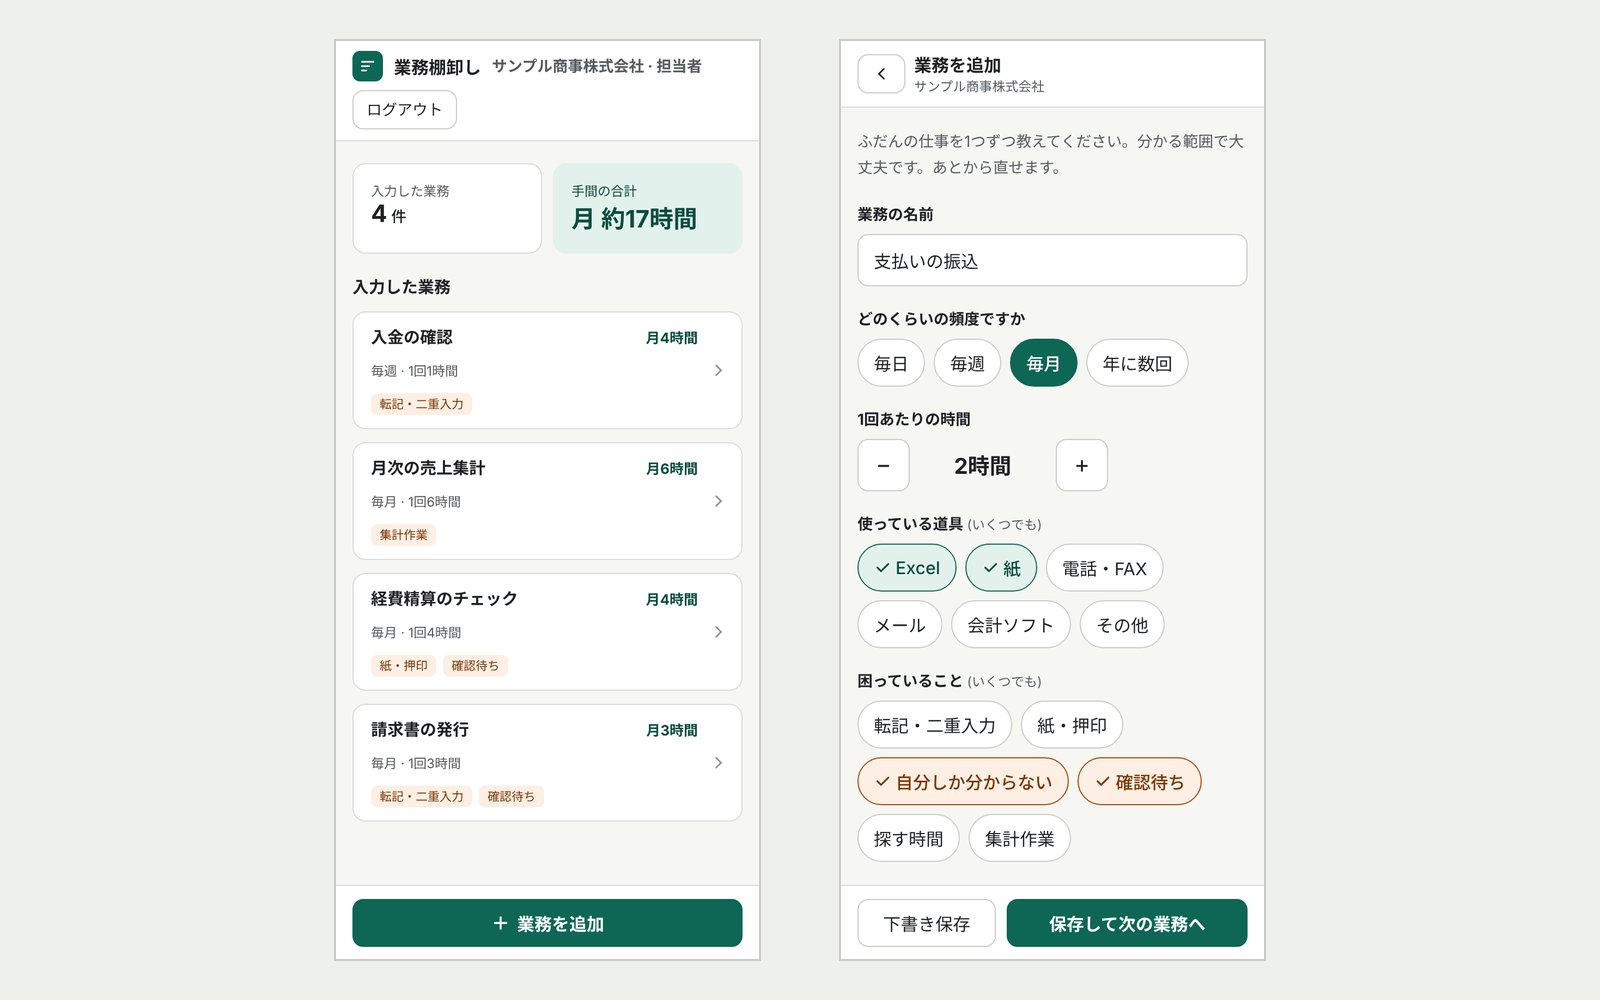 業務棚卸し サンプル商事株式会社 · 担当者
ログアウト
入力した業務
4 件
手間の合計
月 約17時間
入力した業務
入金の確認 月4時間
毎週 · 1回1時間
転記・二重入力
月次の売上集計 月6時間
毎月 · 1回6時間
集計作業
経費精算のチェック 月4時間
毎月 · 1回4時間
紙・押印 確認待ち
請求書の発行 月3時間
毎月 · 1回3時間
転記・二重入力 確認待ち
+ 業務を追加
業務を追加
サンプル商事株式会社
ふだんの仕事を1つずつ教えてください。分かる範囲で大
丈夫です。あとから直せます。
業務の名前
支払いの振込
どのくらいの頻度ですか
毎日 毎週 毎月 年に数回
1回あたりの時間
− 2時間 +
使っている道具 (いくつでも)
✓ Excel ✓ 紙 電話・FAX
メール 会計ソフト その他
困っていること (いくつでも)
転記・二重入力 紙・押印
✓ 自分しか分からない ✓ 確認待ち
探す時間 集計作業
下書き保存 保存して次の業務へ